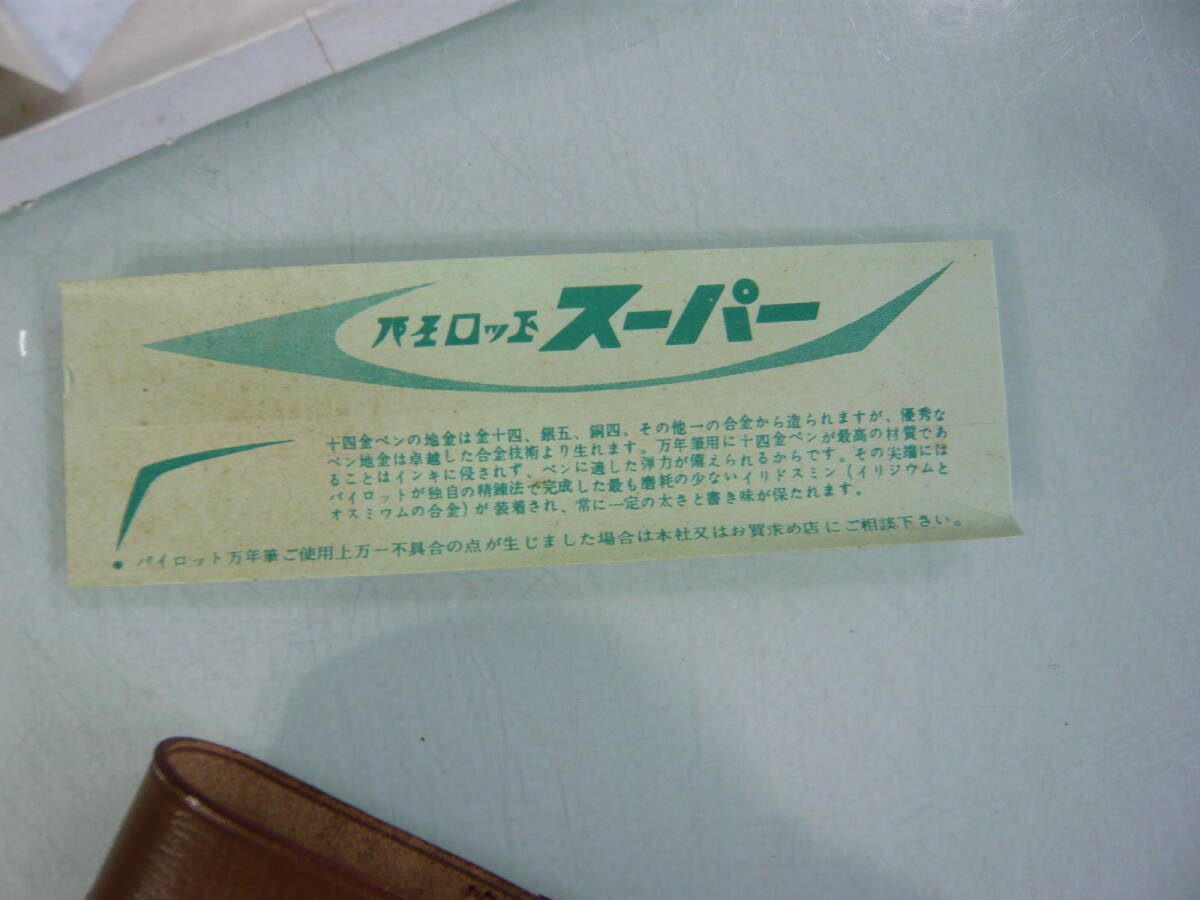 パイロット スーパー
十四金ペンの地金は金十四、銀五、銅四、その他一の合金から造られますが、優秀な
ペン地金は卓越した合金技術より生れます。万年筆用に十四金ペンが最高の材質であ
ることはインキに侵されず、ペンに適した弾力が備えられるからです。その尖端には
パイロットが独自の精錬法で完成した最も磨耗の少ないイリドスミン(イリジウムと
オスミウムの合金)が装着され、常に一定の太さと書き味が保たれます。
●パイロット万年筆ご使用上万一不具合の点が生じました場合は本社又はお買求め店にご相談下さい。